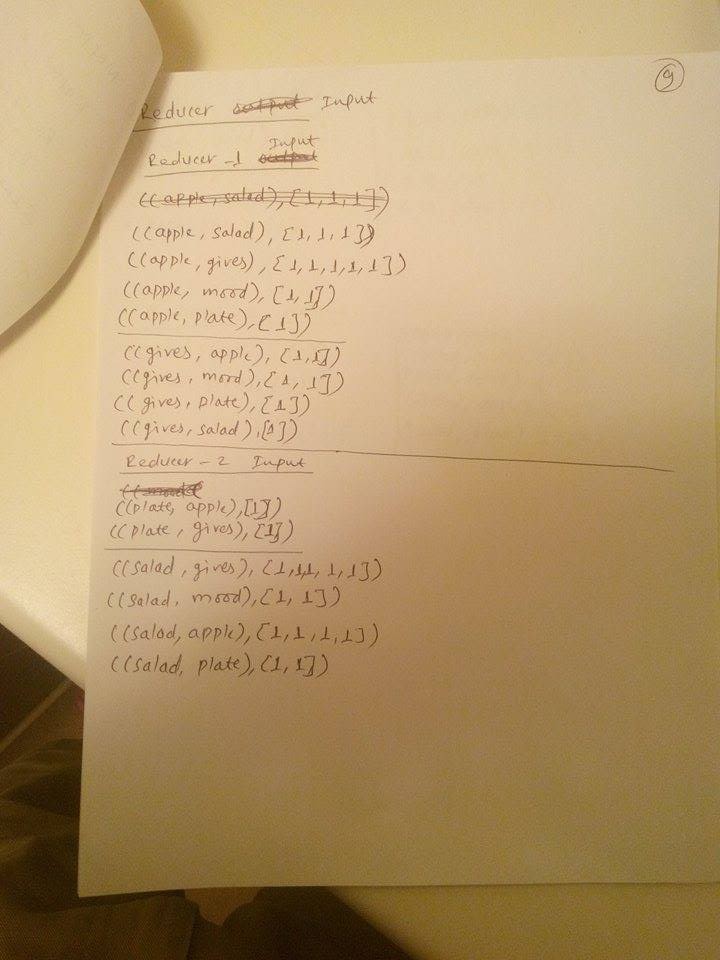 9
Reducer output Input
Input
Reducer -1 output
((apple, salad), [1,1,1])
((apple, salad), [1,1,1])
((apple, gives), [1,1,1,1,1])
((apple, mood), [1,1])
((apple, plate), [1])
((gives, apple), [1,1])
((gives, mood), [1,1])
((gives, plate), [1])
((gives, salad), [1])
Reducer - 2 Input
((plate, apple), [1])
((plate, gives), [1])
((salad, gives), [1,1,1,1,1])
((salad, mood), [1,1])
((salad, apple), [1,1,1,1])
((salad, plate), [1,1])